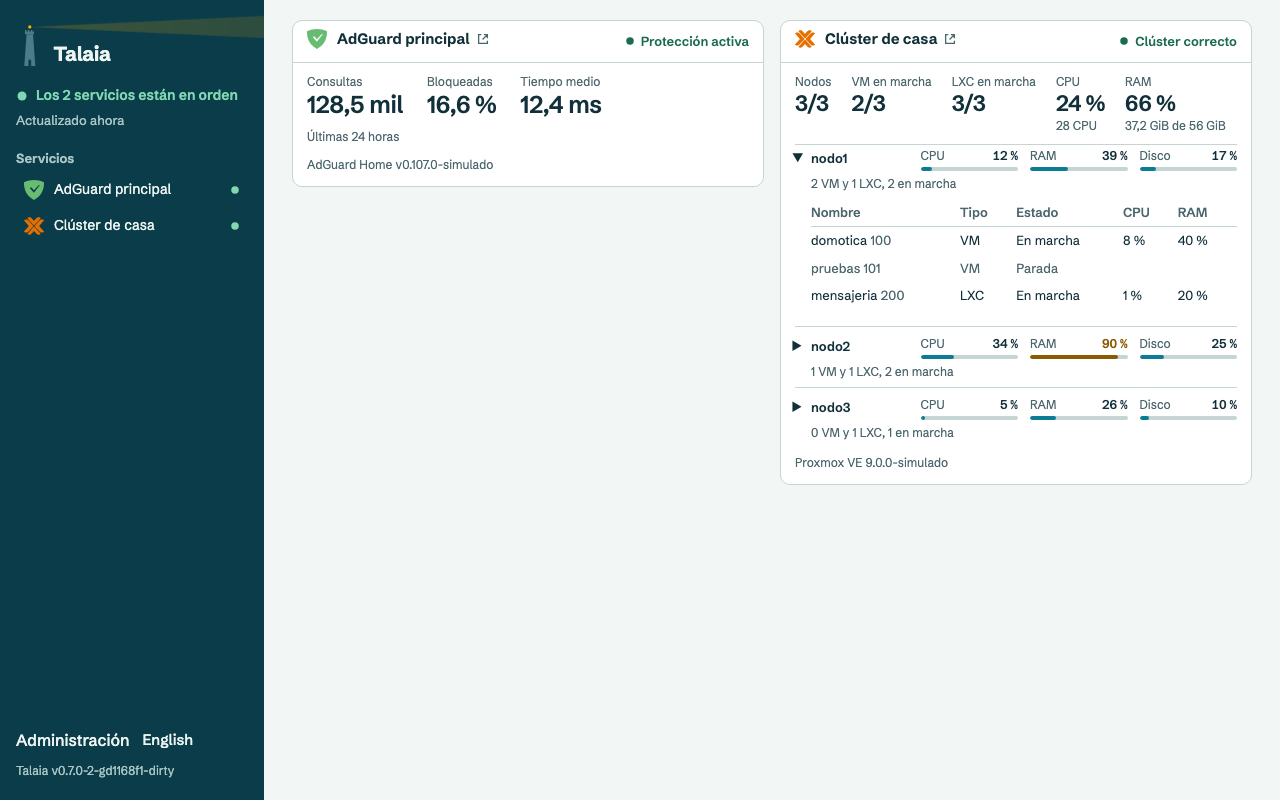 Talaia
Los 2 servicios están en orden
Actualizado ahora
Servicios
AdGuard principal
Clúster de casa
Administración English
Talaia v0.7.0-2-gd1168f1-dirty
AdGuard principal
Protección activa
Consultas Bloqueadas Tiempo medio
128,5 mil 16,6 % 12,4 ms
Últimas 24 horas
AdGuard Home v0.107.0-simulado
Clúster de casa
Clúster correcto
Nodos VM en marcha LXC en marcha CPU RAM
3/3 2/3 3/3 24 % 66 %
28 CPU 37,2 GiB de 56 GiB
nodo1 CPU 12 % RAM 39 % Disco 17 %
2 VM y 1 LXC, 2 en marcha
Nombre Tipo Estado CPU RAM
domotica 100 VM En marcha 8 % 40 %
pruebas 101 VM Parada
mensajeria 200 LXC En marcha 1 % 20 %
nodo2 CPU 34 % RAM 90 % Disco 25 %
1 VM y 1 LXC, 2 en marcha
nodo3 CPU 5 % RAM 26 % Disco 10 %
0 VM y 1 LXC, 1 en marcha
Proxmox VE 9.0.0-simulado